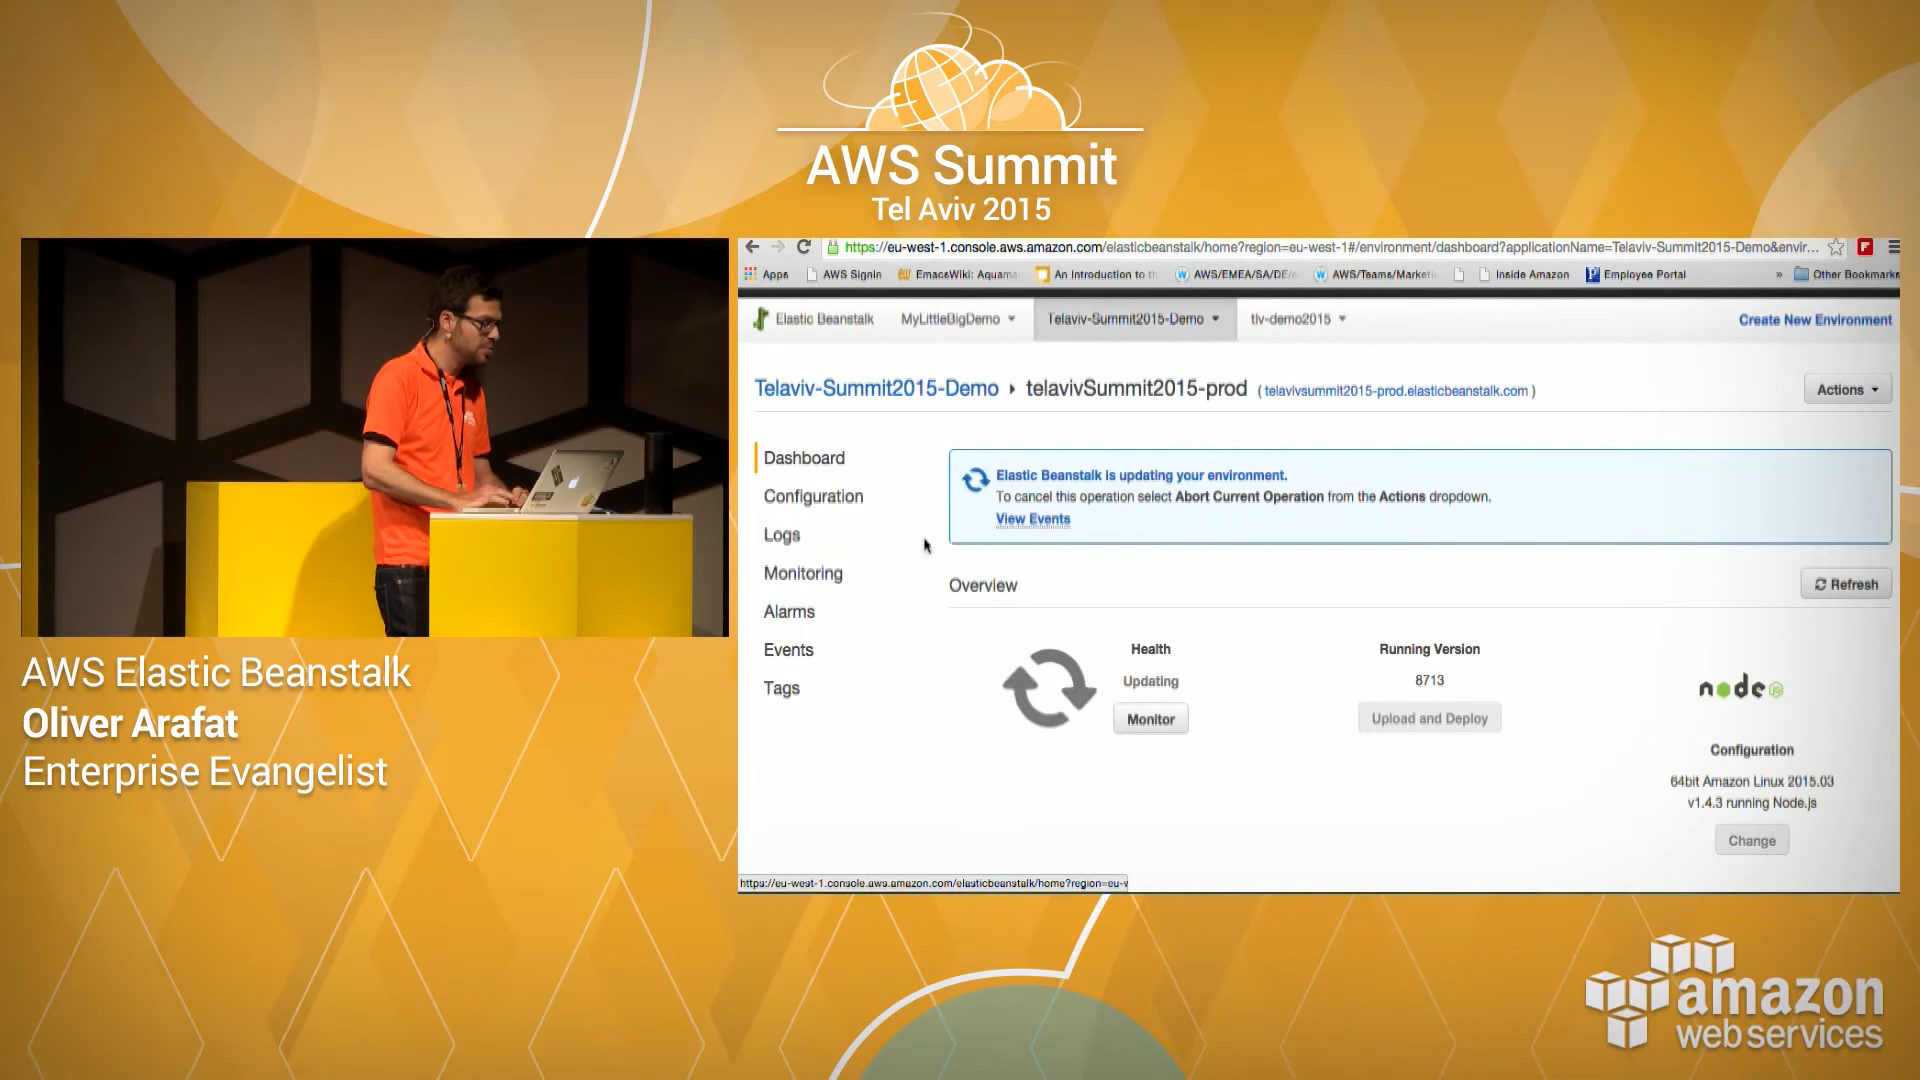 AWS Summit
Tel Aviv 2015
https://eu-west-1.console.aws.amazon.com/elasticbeanstalk/home?region=eu-west-1#/environment/dashboard?applicationName=Telaviv-Summit2015-Demo&envir...
Apps AWS Signin EmacsWiki: Aquama An Introduction to th AWS/EMEA/SA/DE/ AWS/Teams/Marketi Inside Amazon Employee Portal » Other Bookmarks
Elastic Beanstalk MyLittleBigDemo Telaviv-Summit2015-Demo tlv-demo2015 Create New Environment
Telaviv-Summit2015-Demo telavivSummit2015-prod ( telavivsummit2015-prod.elasticbeanstalk.com ) Actions
Dashboard
Configuration
Logs
Monitoring
Alarms
Events
Tags
Elastic Beanstalk is updating your environment.
To cancel this operation select Abort Current Operation from the Actions dropdown.
View Events
Overview Refresh
Health
Updating
Monitor
Running Version
8713
Upload and Deploy
node js
Configuration
64bit Amazon Linux 2015.03
v1.4.3 running Node.js
Change
https://eu-west-1.console.aws.amazon.com/elasticbeanstalk/home?region=eu-w
AWS Elastic Beanstalk
Oliver Arafat
Enterprise Evangelist
amazon
web services